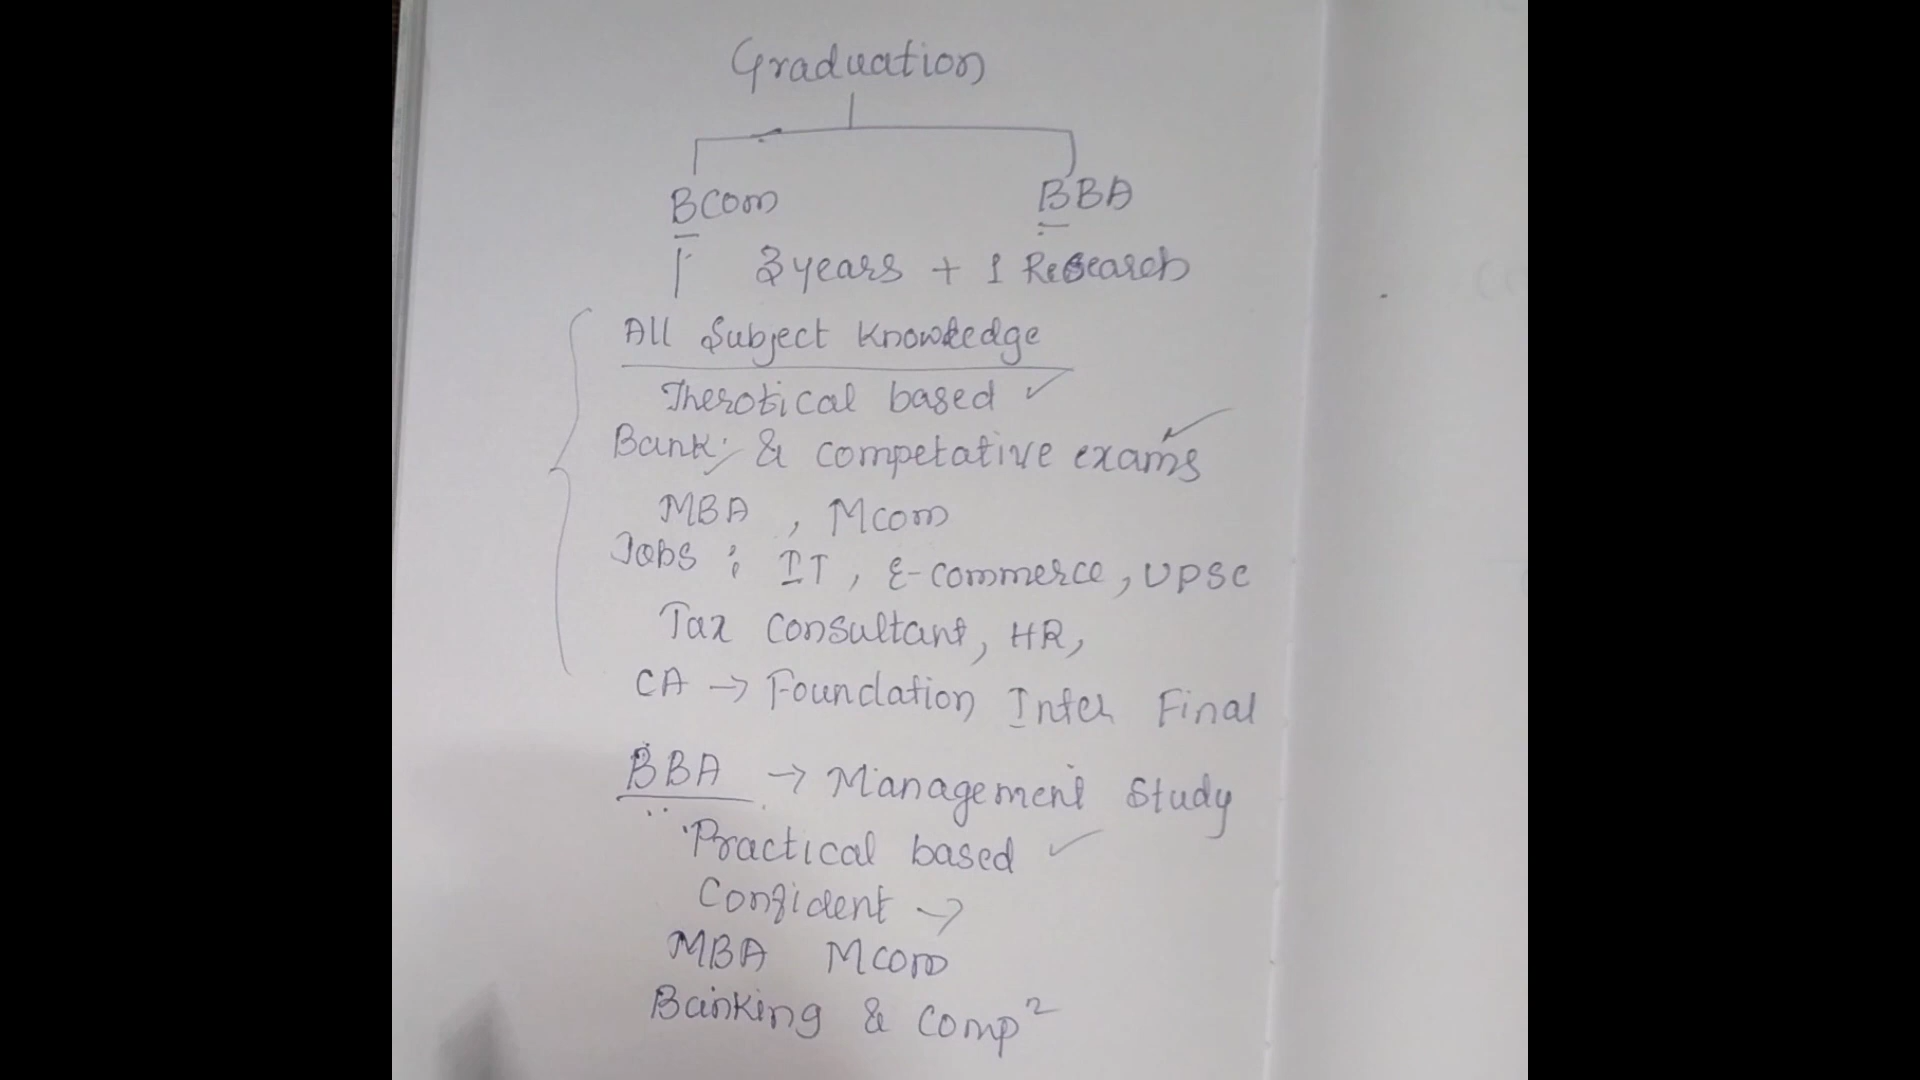 Graduation
Bcom BBA
3 years + 1 Research
All Subject Knowledge
Therotical based ✓
Bank & competative exams
MBA , Mcom
Jobs : IT, E-commerce, UPSC
Tax Consultant, HR,
CA → Foundation Inter Final
BBA → Management Study
Practical based ✓
Confident →
MBA Mcom
Banking & comp²